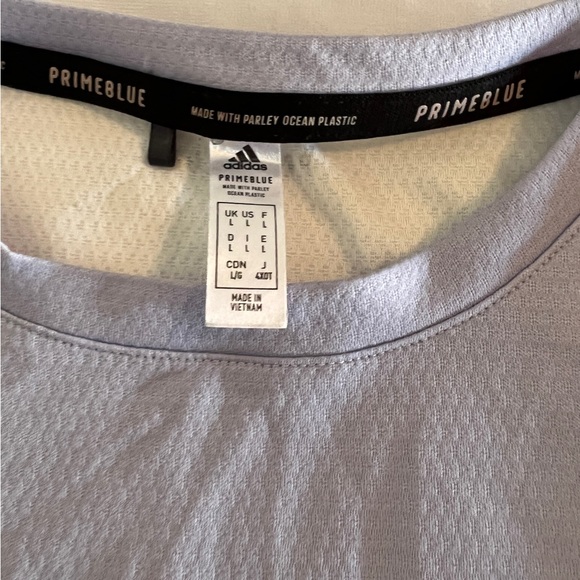 PRIMEBLUE MADE WITH PARLEY OCEAN PLASTIC PRIMEBLUE
adidas
PRIMEBLUE
MADE WITH PARLEY
OCEAN PLASTIC
UK US F
L L L
D I E
L L L
CDN J
L/G 4XOT
MADE IN
VIETNAM